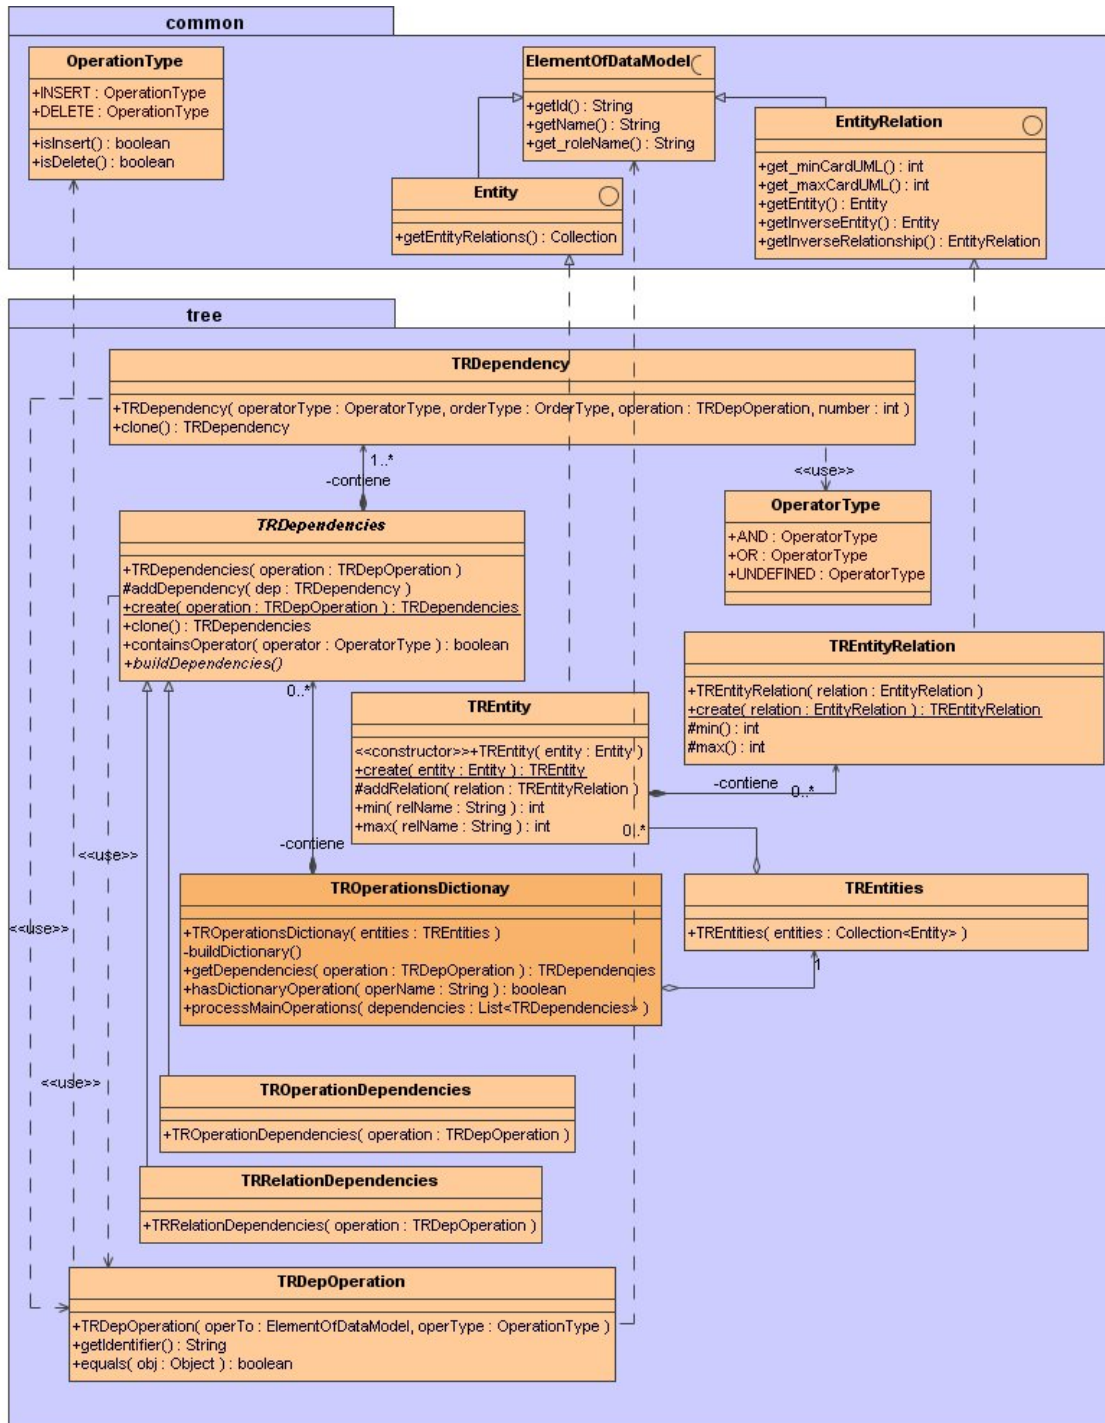 common
OperationType
+INSERT : OperationType
+DELETE : OperationType
+isInsert() : boolean
+isDelete() : boolean
ElementOfDataModel
+getId() : String
+getName() : String
+get_roleName() : String
EntityRelation
+get_minCardUML() : int
+get_maxCardUML() : int
+getEntity() : Entity
+getInverseEntity() : Entity
+getInverseRelationship() : EntityRelation
Entity
+getEntityRelations() : Collection
tree
TRDependency
+TRDependency( operatorType : OperatorType, orderType : OrderType, operation : TRDepOperation, number : int )
+clone() : TRDependency
1..*
-contiene
<<use>>
OperatorType
+AND : OperatorType
+OR : OperatorType
+UNDEFINED : OperatorType
TRDependencies
+TRDependencies( operation : TRDepOperation )
#addDependency( dep : TRDependency )
+create( operation : TRDepOperation ) : TRDependencies
+clone() : TRDependencies
+containsOperator( operator : OperatorType ) : boolean
+buildDependencies()
0..*
TREntityRelation
+TREntityRelation( relation : EntityRelation )
+create( relation : EntityRelation ) : TREntityRelation
#min() : int
#max() : int
TREntity
<<constructor>>+TREntity( entity : Entity )
+create( entity : Entity ) : TREntity
#addRelation( relation : TREntityRelation )
+min( relName : String ) : int
+max( relName : String ) : int
-contiene
0..*
0..*
-contiene
<<use>>
TROperationsDictionay
+TROperationsDictionay( entities : TREntities )
-buildDictionary()
+getDependencies( operation : TRDepOperation ) : TRDependencies
+hasDictionaryOperation( operName : String ) : boolean
+processMainOperations( dependencies : List<TRDependencies> )
TREntities
+TREntities( entities : Collection<Entity> )
1
<<use>>
<<use>>
TROperationDependencies
+TROperationDependencies( operation : TRDepOperation )
TRRelationDependencies
+TRRelationDependencies( operation : TRDepOperation )
TRDepOperation
+TRDepOperation( operTo : ElementOfDataModel, operType : OperationType )
+getIdentifier() : String
+equals( obj : Object ) : boolean